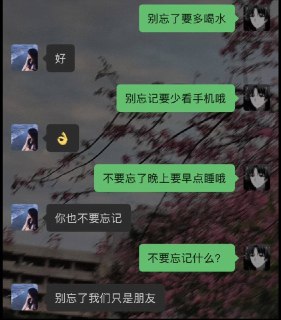 别忘了要多喝水
好
别忘记要少看手机哦
👌
不要忘了晚上要早点睡哦
你也不要忘记
不要忘记什么?
别忘了我们只是朋友